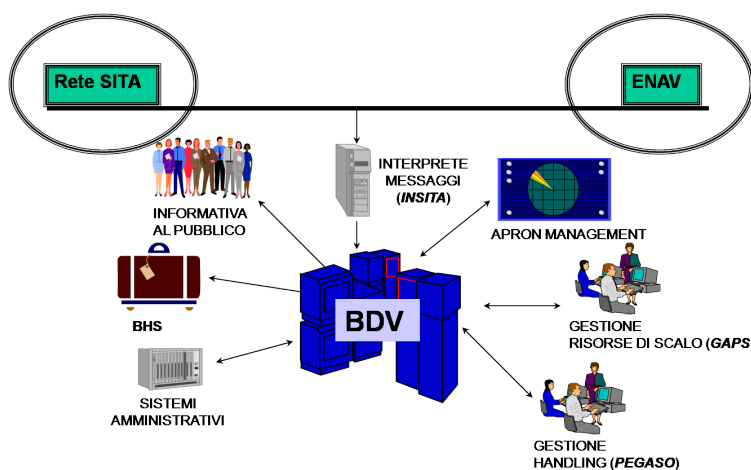 Rete SITA
ENAV
INTERPRETE
MESSAGGI
(INSITA)
INFORMATIVA
AL PUBBLICO
APRON MANAGEMENT
BHS
BDV
GESTIONE
RISORSE DI SCALO (GAPS
SISTEMI
AMMINISTRATIVI
GESTIONE
HANDLING (PEGASO)